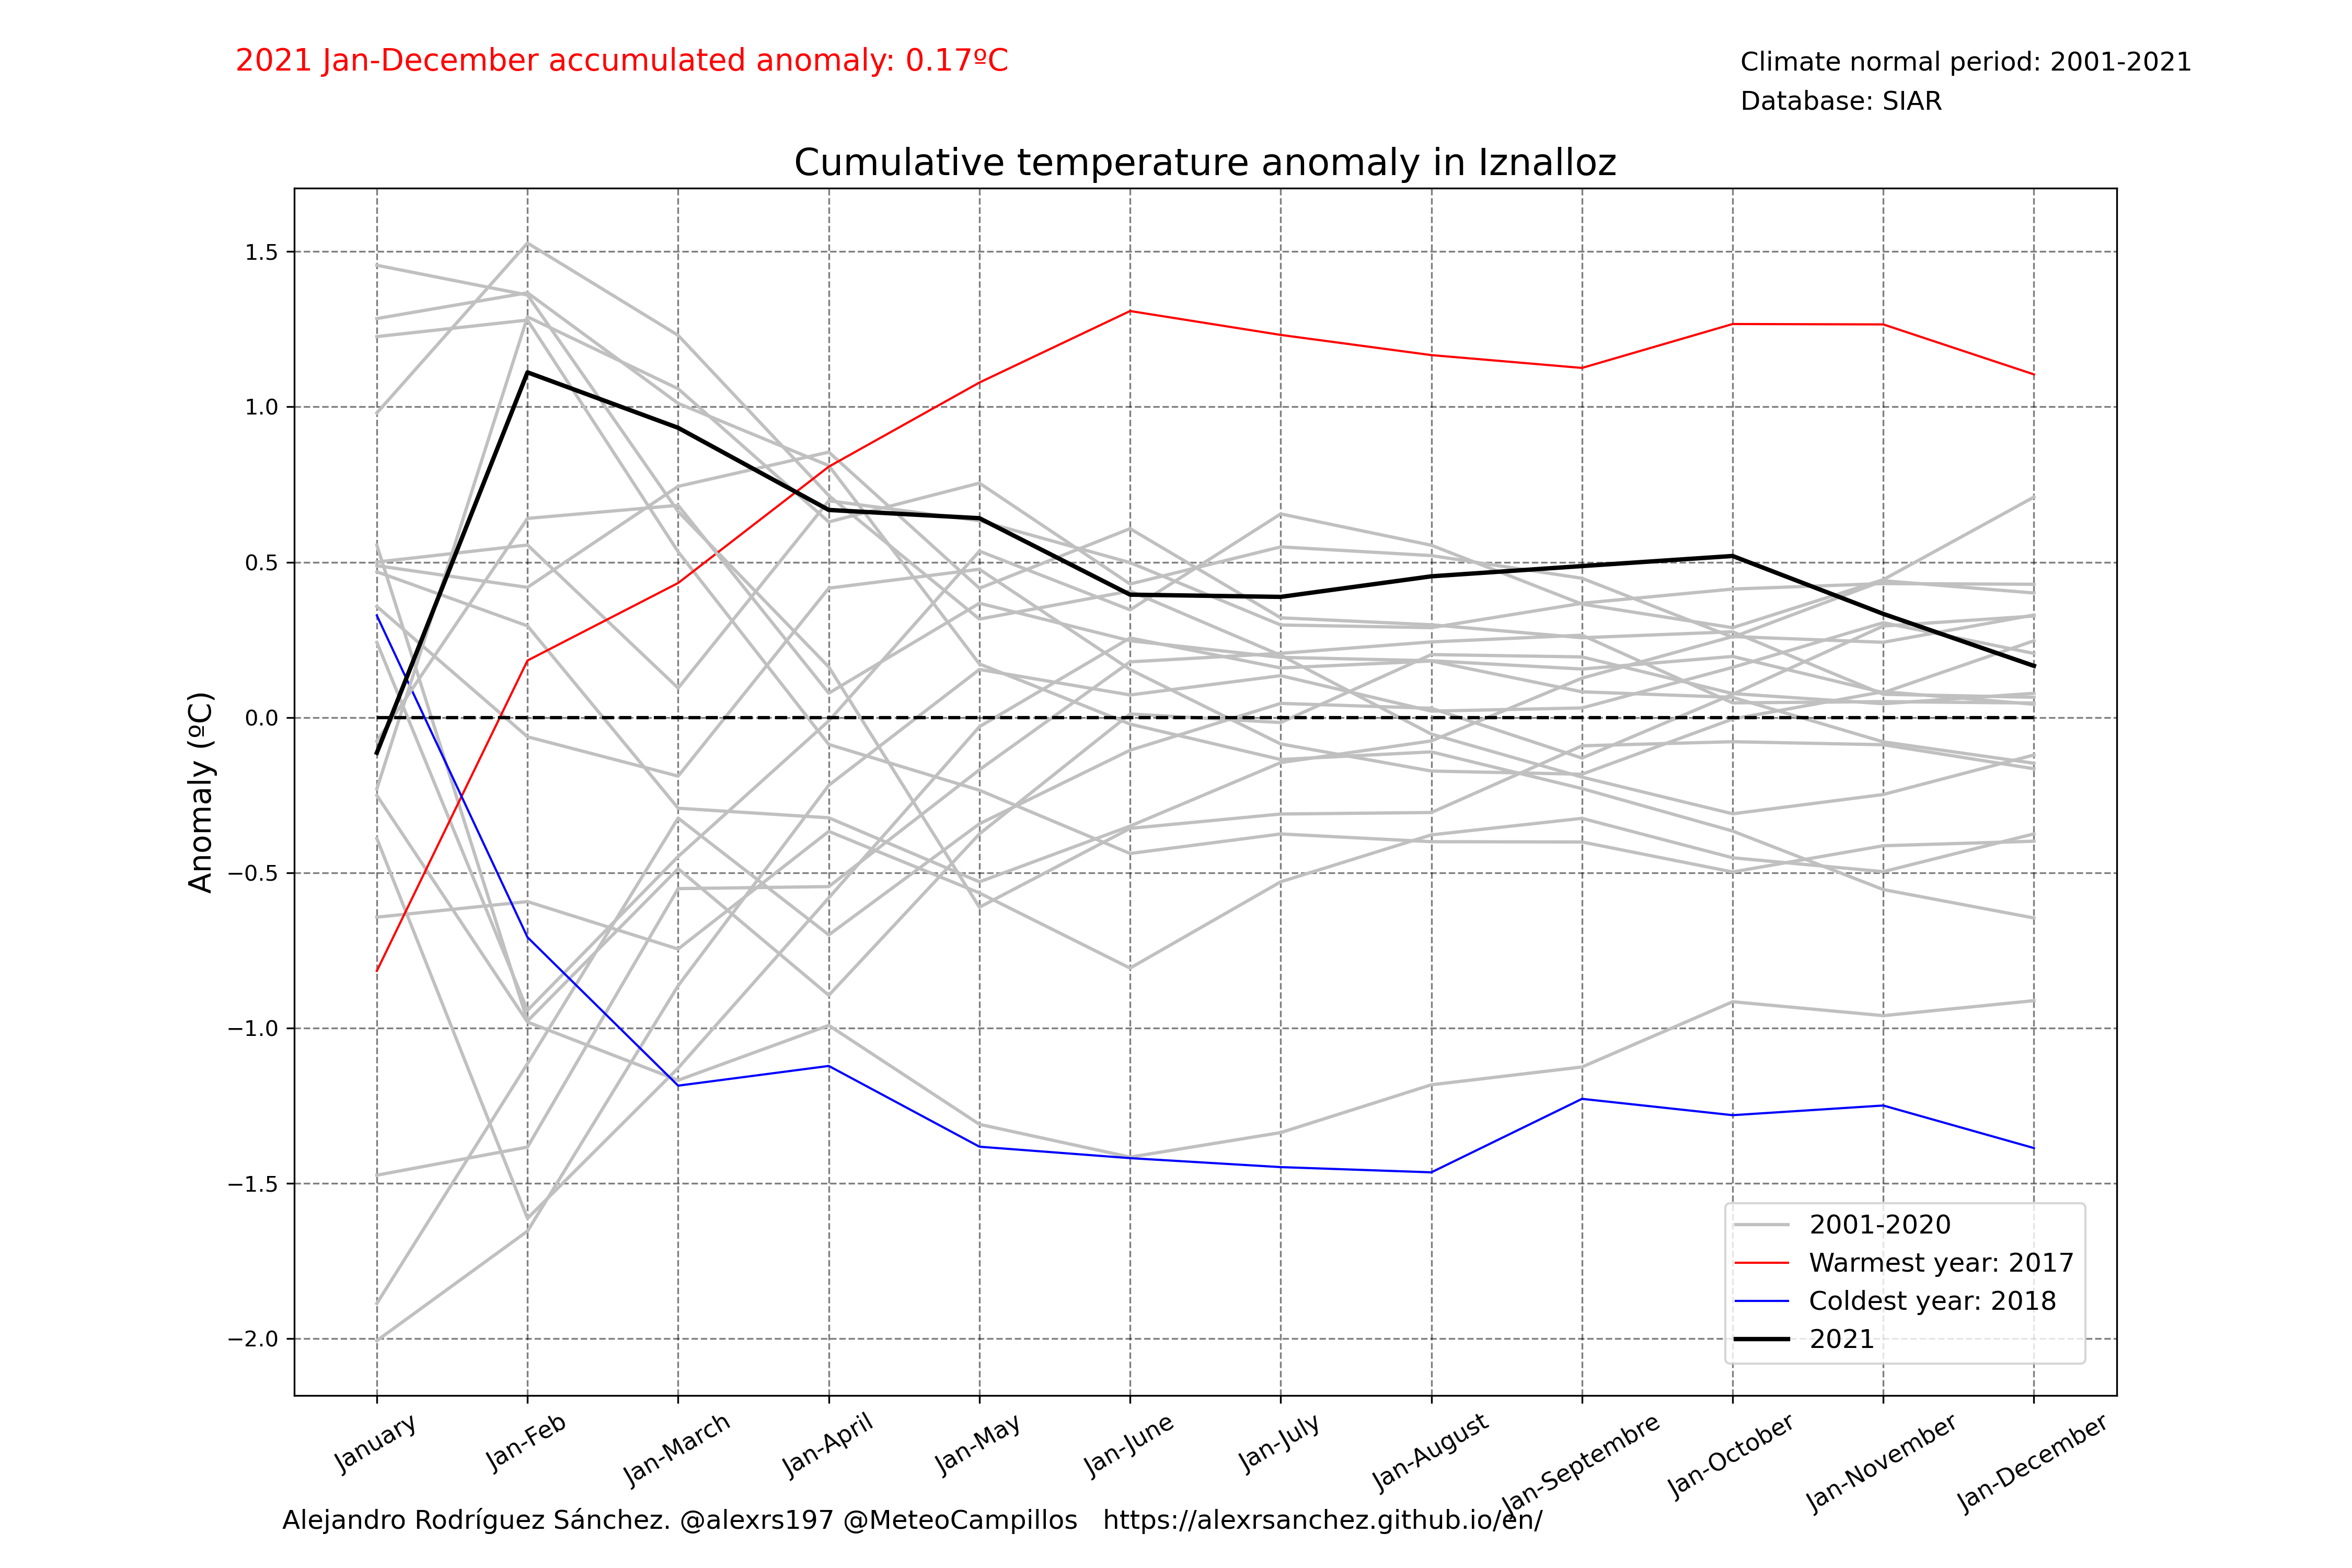 2021 Jan-December accumulated anomaly: 0.17ºC
Climate normal period: 2001-2021
Database: SIAR
Cumulative temperature anomaly in Iznalloz
Anomaly (ºC)
1.5
1.0
0.5
0.0
−0.5
−1.0
−1.5
−2.0
2001-2020
Warmest year: 2017
Coldest year: 2018
2021
January
Jan-Feb
Jan-March
Jan-April
Jan-May
Jan-June
Jan-July
Jan-August
Jan-Septembre
Jan-October
Jan-November
Jan-December
Alejandro Rodríguez Sánchez. @alexrs197 @MeteoCampillos   https://alexrsanchez.github.io/en/